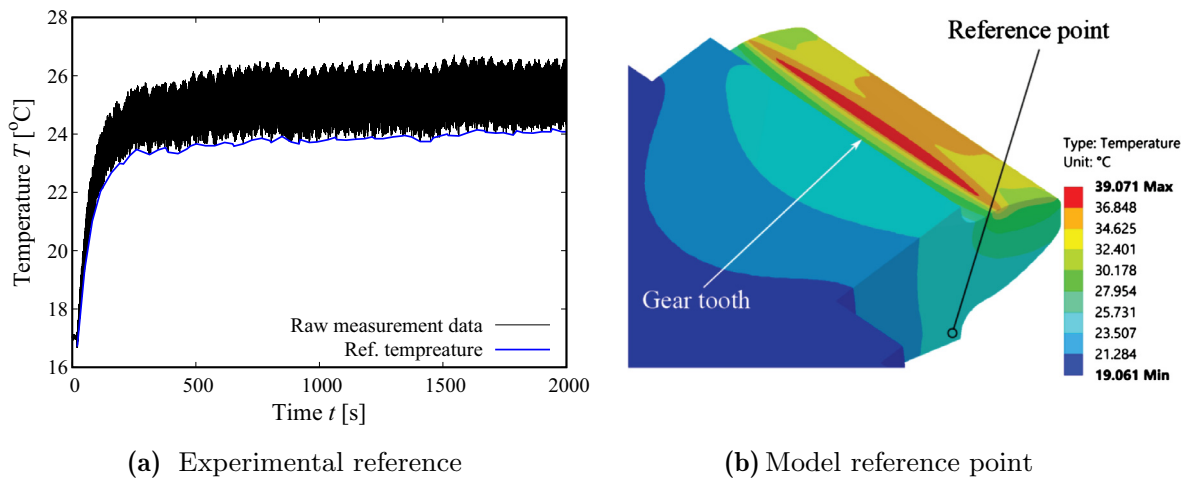 28
26
24
22
20
18
16
Temperature T [°C]
0
500
1000
1500
2000
Time t [s]
Raw measurement data
Ref. tempreature
(a) Experimental reference
Reference point
Gear tooth
Type: Temperature
Unit: °C
39.071 Max
36.848
34.625
32.401
30.178
27.954
25.731
23.507
21.284
19.061 Min
(b) Model reference point